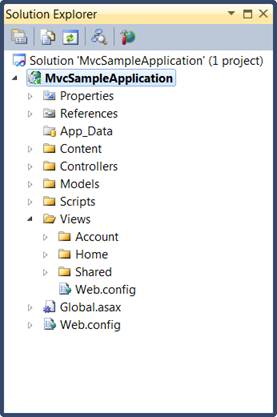 Solution Explorer
Solution 'MvcSampleApplication' (1 project)
MvcSampleApplication
Properties
References
App_Data
Content
Controllers
Models
Scripts
Views
Account
Home
Shared
Web.config
Global.asax
Web.config